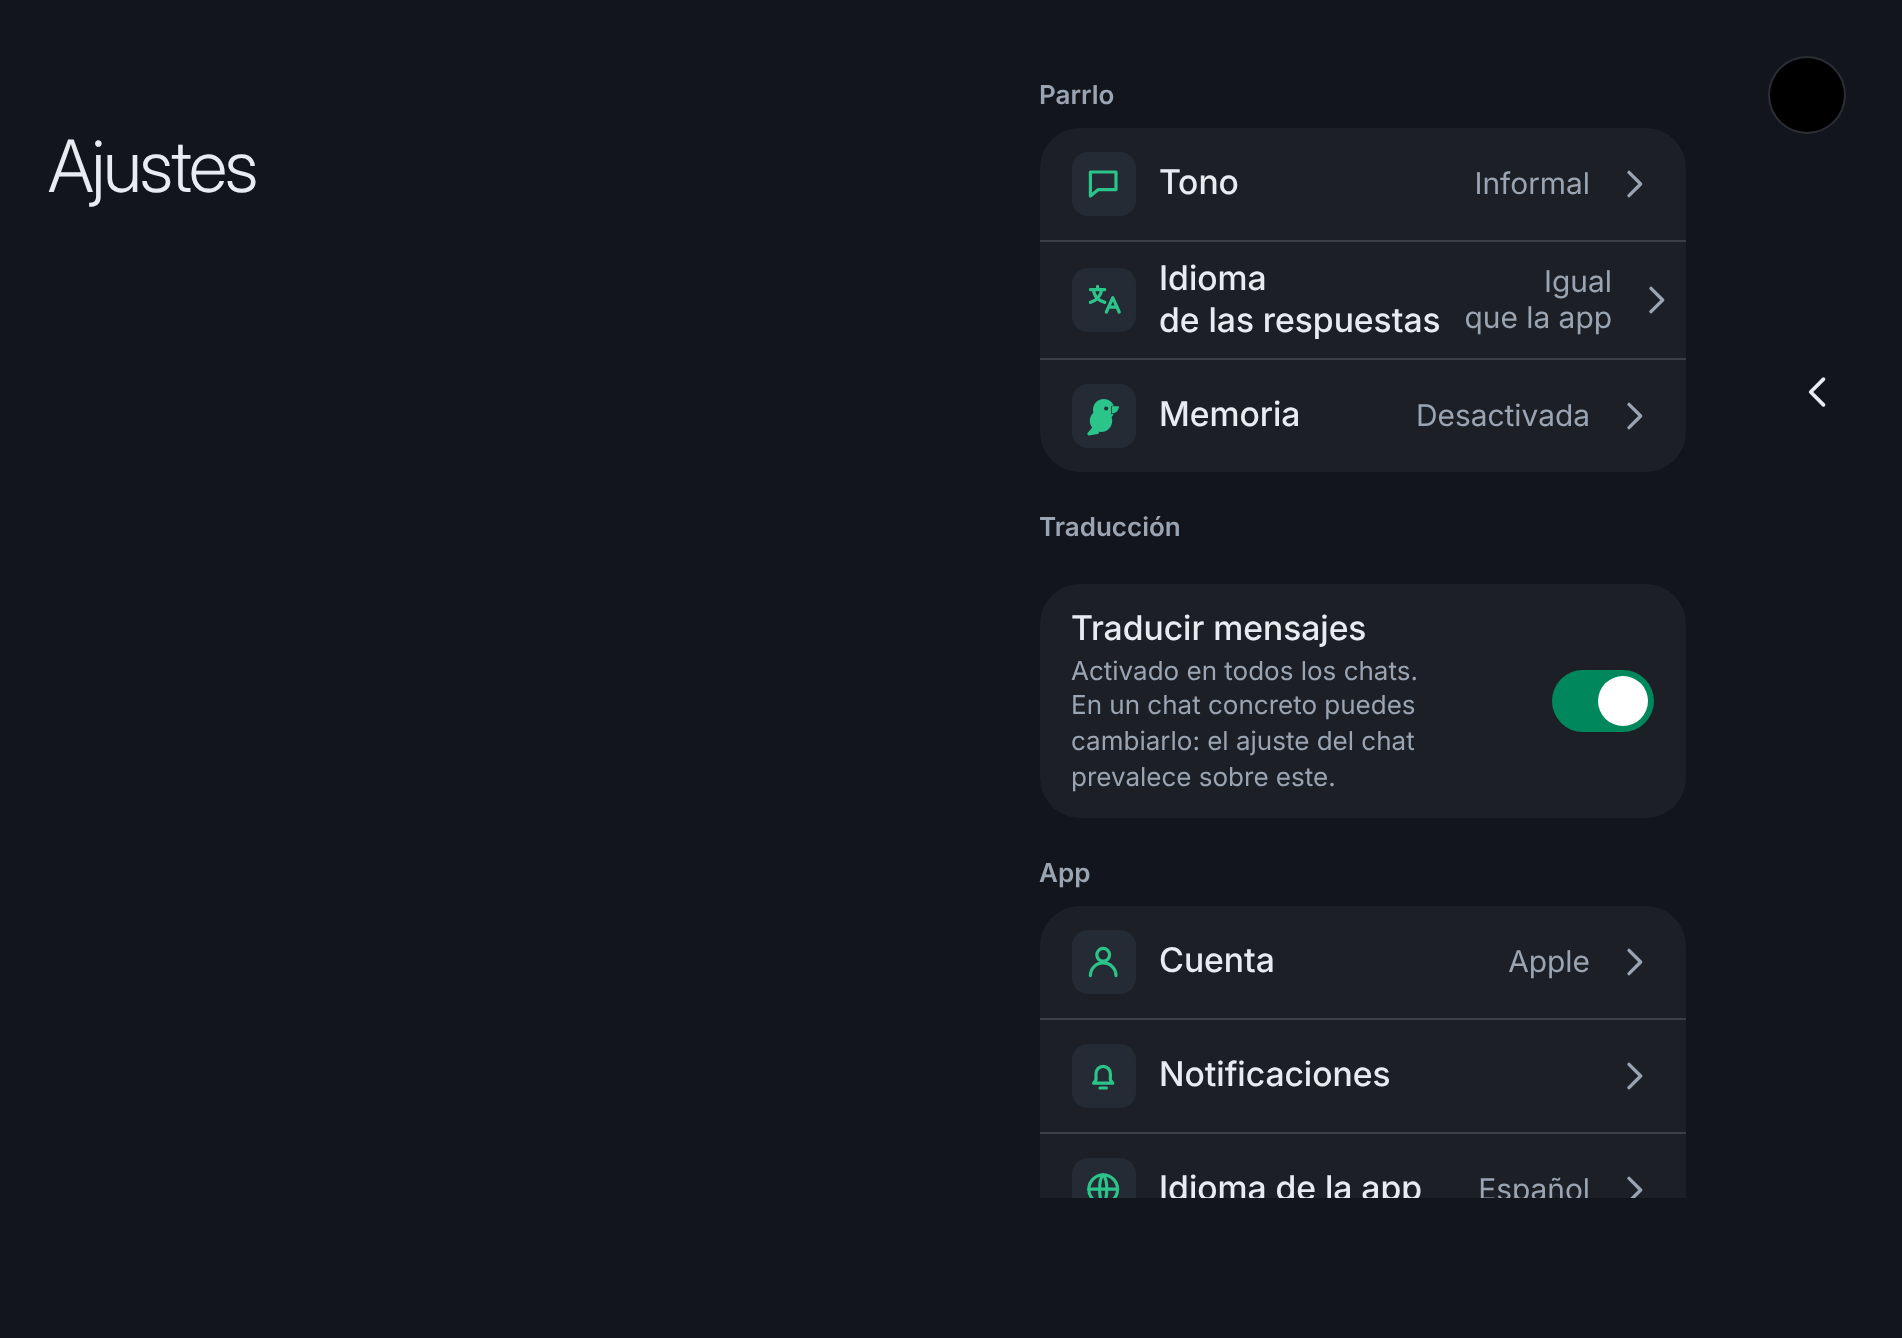 Ajustes
Parrlo
Tono
Informal
Idioma
de las respuestas
Igual
que la app
Memoria
Desactivada
Traducción
Traducir mensajes
Activado en todos los chats.
En un chat concreto puedes
cambiarlo: el ajuste del chat
prevalece sobre este.
App
Cuenta
Apple
Notificaciones
Idioma de la app
Español